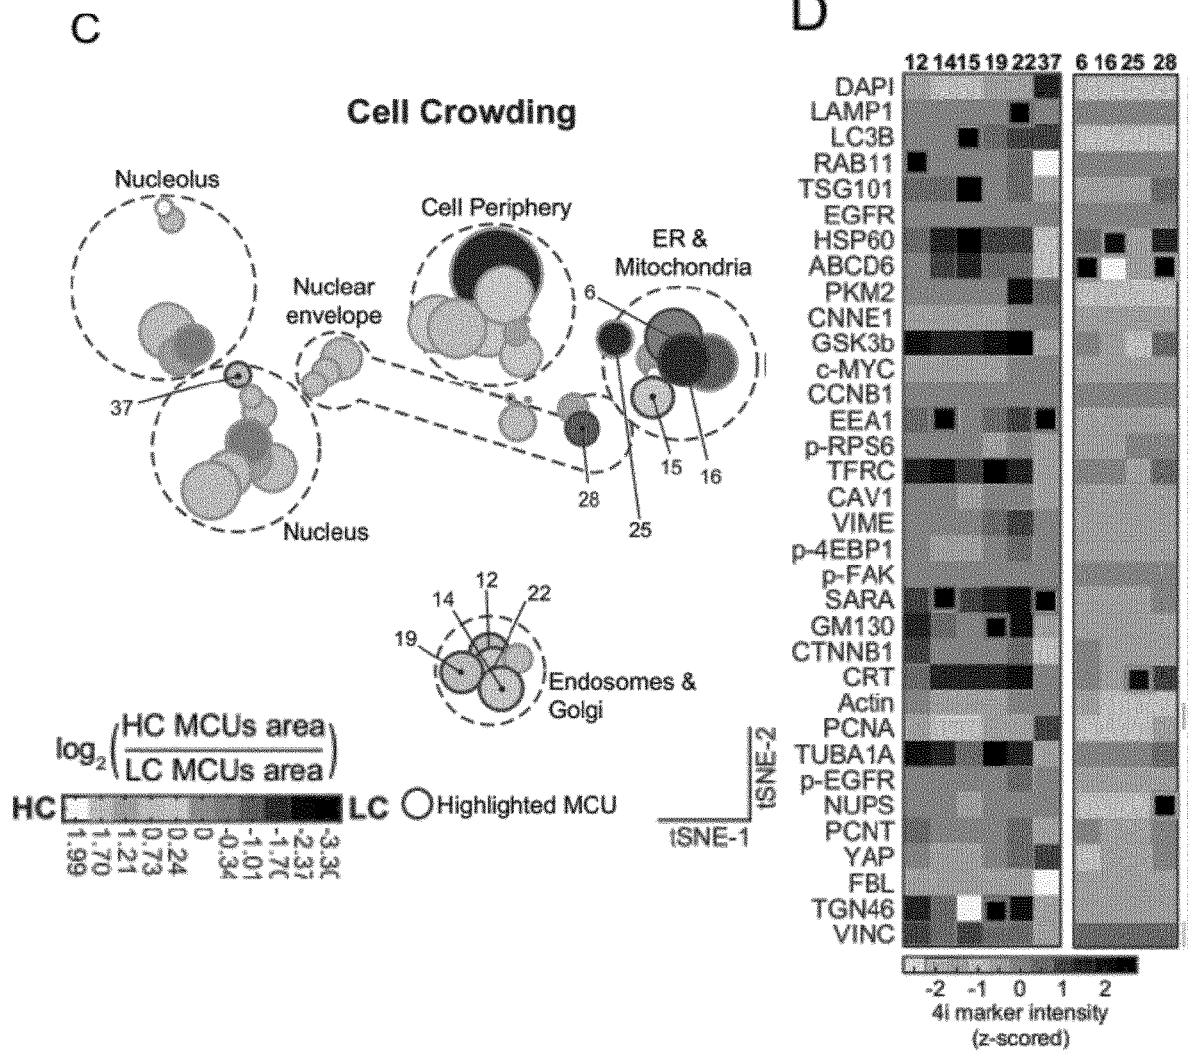 C
Cell Crowding
Nucleolus
Cell Periphery
ER &
Mitochondria
Nuclear
envelope
6
37
15
16
28
25
Nucleus
14
12
22
19
Endosomes &
Golgi
log2(HC MCUs area
LC MCUs area)
HC
LC
Highlighted MCU
1.99
1.70
1.21
0.73
0.24
0
-0.34
-1.01
-2.37
tSNE-1
tSNE-2
D
12 14 15 19 22 37 6 16 25 28
DAPI
LAMP1
LC3B
RAB11
TSG101
EGFR
HSP60
ABCD6
PKM2
CNNE1
GSK3b
c-MYC
CCNB1
EEA1
p-RPS6
TFRC
CAV1
VIME
p-4EBP1
p-FAK
SARA
GM130
CTNNB1
CRT
Actin
PCNA
TUBA1A
p-EGFR
NUPS
PCNT
YAP
FBL
TGN46
VINC
-2 -1 0 1 2
4i marker intensity
(z-scored)